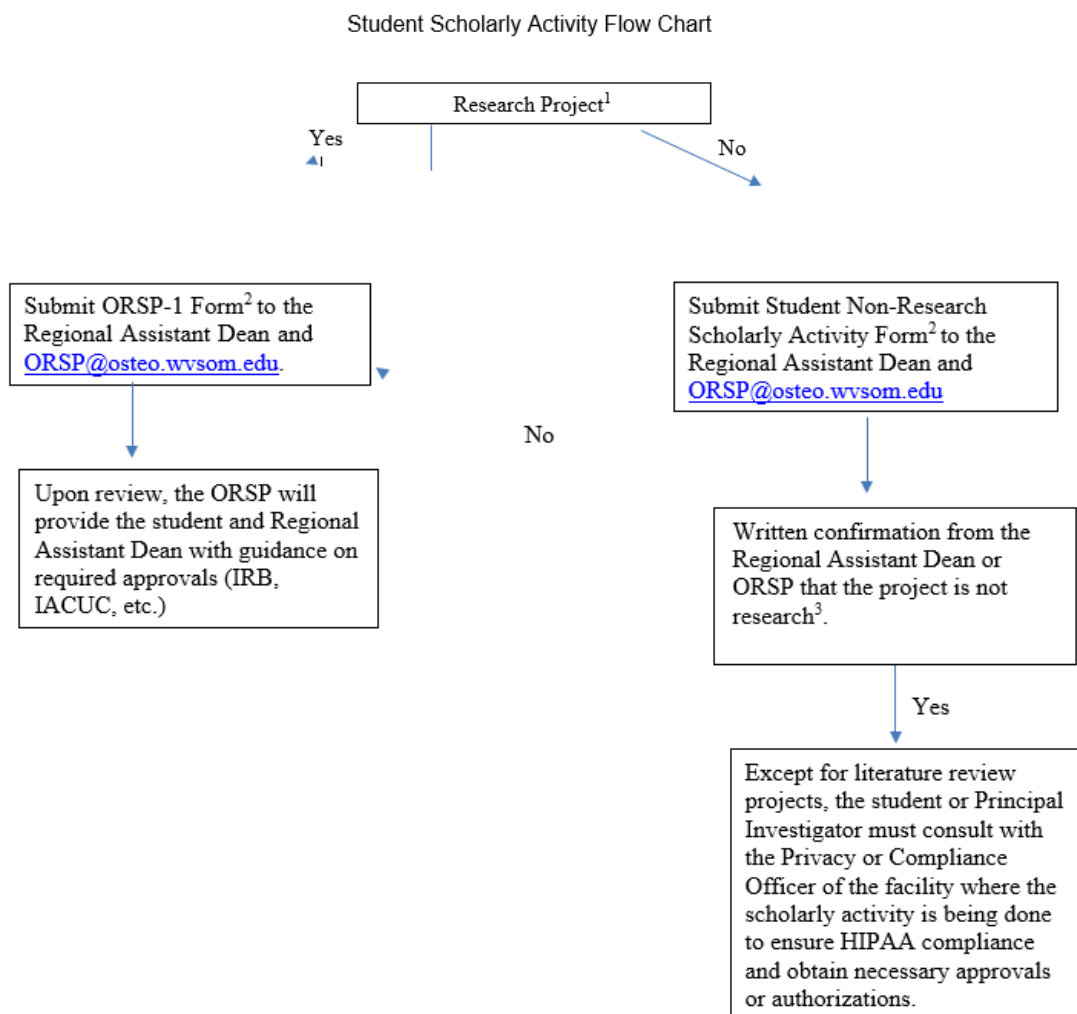 Student Scholarly Activity Flow Chart
Research Project¹
Yes
No
Submit ORSP-1 Form² to the
Regional Assistant Dean and
ORSP@osteo.wvsom.edu.
Submit Student Non-Research
Scholarly Activity Form² to the
Regional Assistant Dean and
ORSP@osteo.wvsom.edu
No
Upon review, the ORSP will
provide the student and Regional
Assistant Dean with guidance on
required approvals (IRB,
IACUC, etc.)
Written confirmation from the
Regional Assistant Dean or
ORSP that the project is not
research³.
Yes
Except for literature review
projects, the student or Principal
Investigator must consult with
the Privacy or Compliance
Officer of the facility where the
scholarly activity is being done
to ensure HIPAA compliance
and obtain necessary approvals
or authorizations.